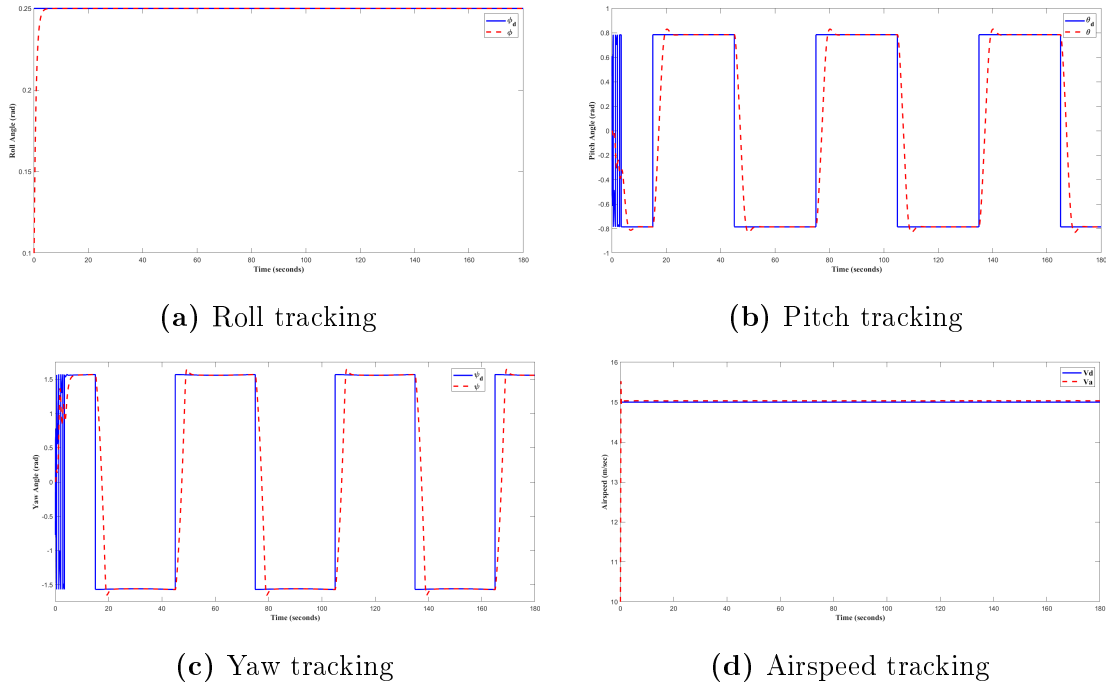 0.25
0.2
0.15
0.1
Roll Angle (rad)
0 20 40 60 80 100 120 140 160 180
Time (seconds)
ϕd
ϕ
(a) Roll tracking
1
0.8
0.6
0.4
0.2
0
-0.2
-0.4
-0.6
-0.8
-1
Pitch Angle (rad)
0 20 40 60 80 100 120 140 160 180
Time (seconds)
θd
θ
(b) Pitch tracking
1.5
1
0.5
0
-0.5
-1
-1.5
Yaw Angle (rad)
0 20 40 60 80 100 120 140 160 180
Time (seconds)
ψd
ψ
(c) Yaw tracking
16
15
14
13
12
11
10
Airspeed (m/sec)
0 20 40 60 80 100 120 140 160 180
Time (seconds)
Vd
Va
(d) Airspeed tracking